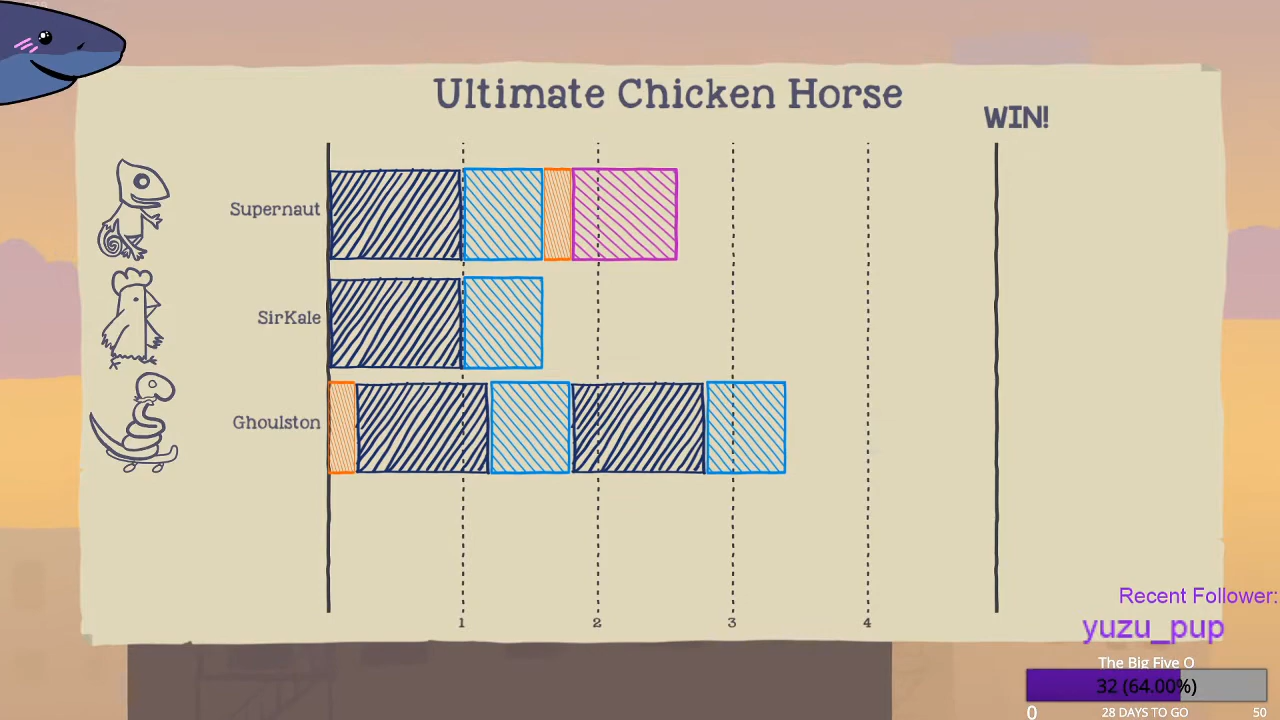 Ultimate Chicken Horse
WIN!
Supernaut
SirKale
Ghoulston
1 2 3 4
Recent Follower:
yuzu_pup
The Big Five O
32 (64.00%)
0 28 DAYS TO GO 50